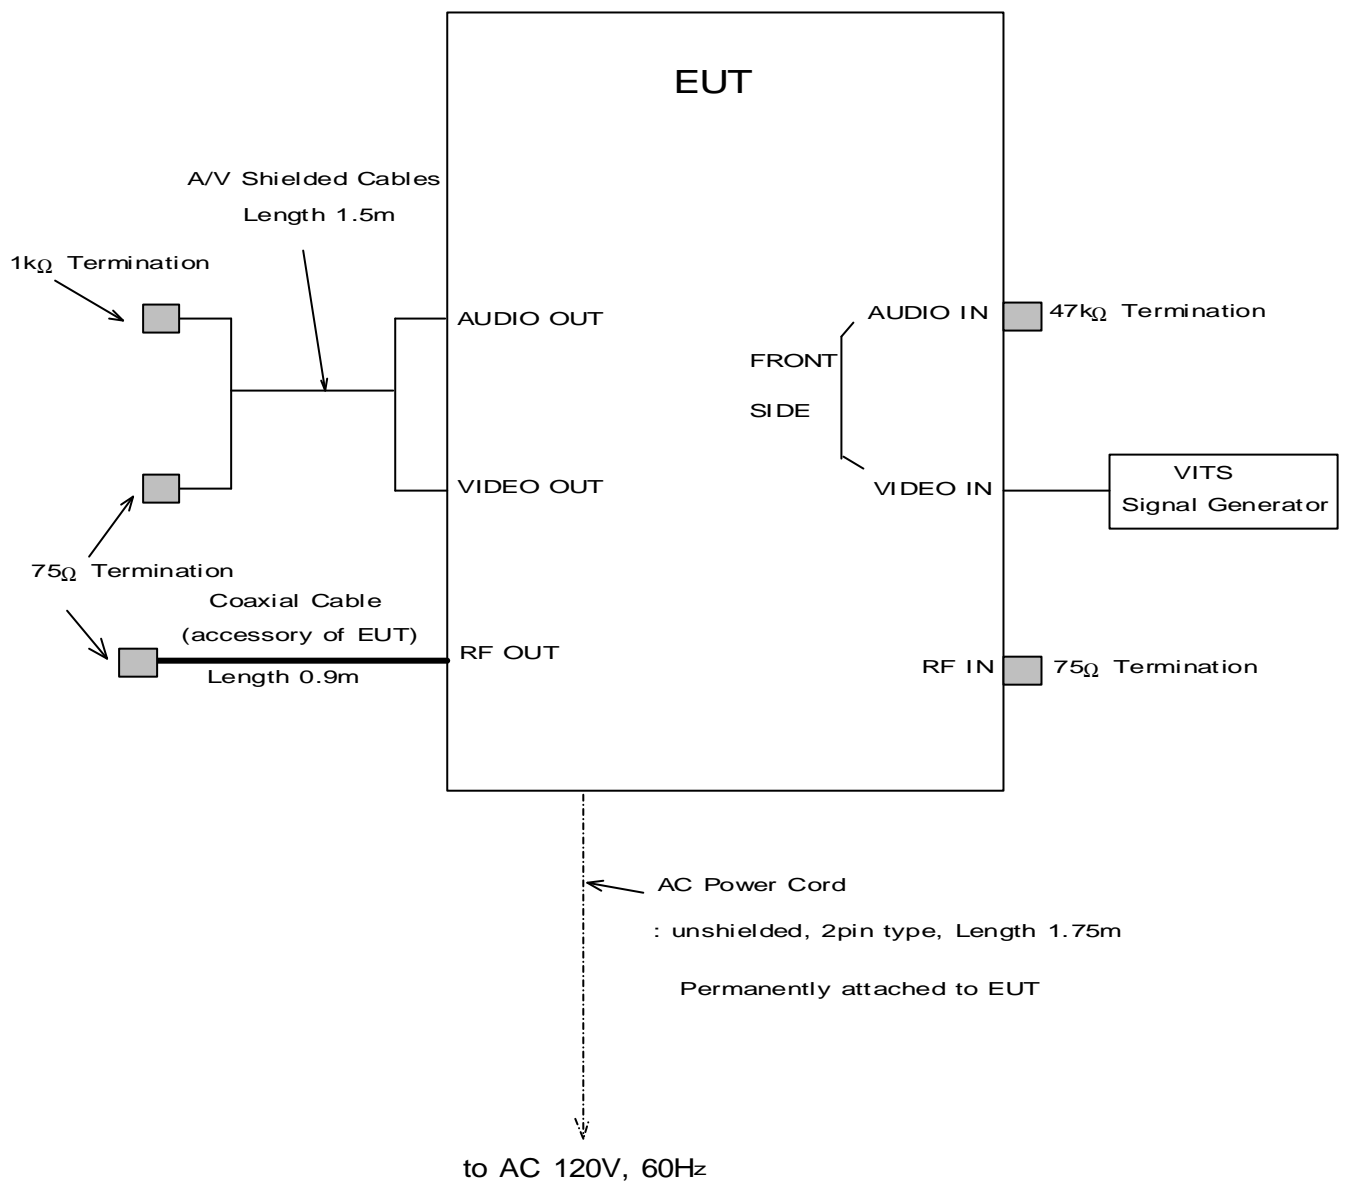 EUT
A/V Shielded Cables
Length 1.5m
1kΩ Termination
AUDIO OUT
AUDIO IN
47kΩ Termination
FRONT
SIDE
VIDEO OUT
VIDEO IN
VITS
Signal Generator
75Ω Termination
Coaxial Cable
(accessory of EUT)
Length 0.9m
RF OUT
RF IN
75Ω Termination
AC Power Cord
: unshielded, 2pin type, Length 1.75m
Permanently attached to EUT
to AC 120V, 60Hz